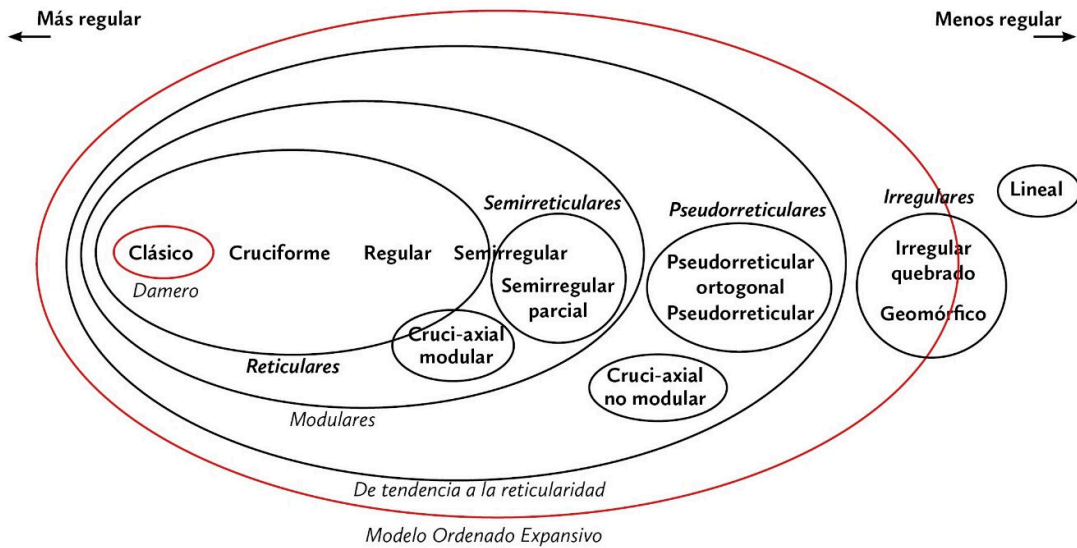 Más regular
Menos regular
Lineal
Semirreticulares
Pseudorreticulares
Irregulares
Clásico
Cruciforme
Regular
Semirregular
Damero
Semirregular
parcial
Pseudorreticular
ortogonal
Pseudorreticular
Irregular
quebrado
Geomórfico
Cruci-axial
modular
Reticulares
Cruci-axial
no modular
Modulares
De tendencia a la reticularidad
Modelo Ordenado Expansivo